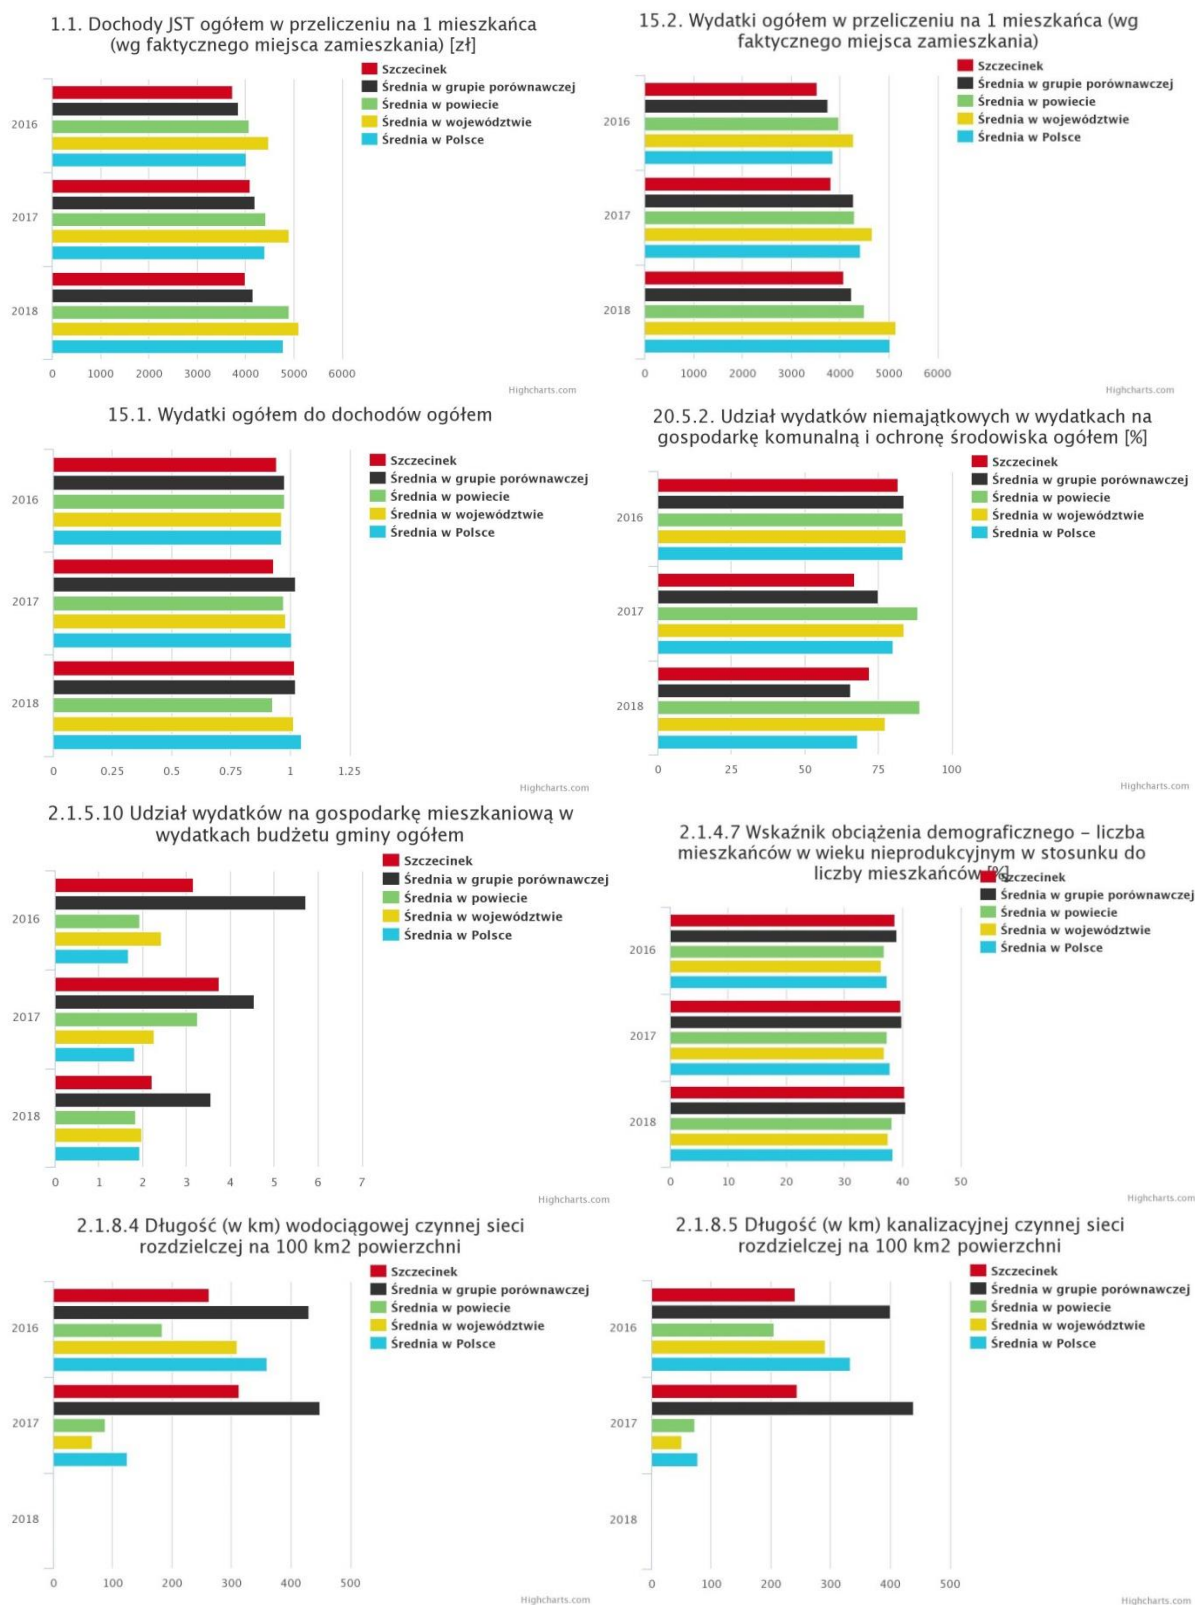 1.1. Dochody JST ogółem w przeliczeniu na 1 mieszkańca
(wg faktycznego miejsca zamieszkania) [zł]
Szczecinek
Średnia w grupie porównawczej
Średnia w powiecie
Średnia w województwie
Średnia w Polsce
2016
2017
2018
0 1000 2000 3000 4000 5000 6000
Highcharts.com
15.2. Wydatki ogółem w przeliczeniu na 1 mieszkańca (wg
faktycznego miejsca zamieszkania)
Szczecinek
Średnia w grupie porównawczej
Średnia w powiecie
Średnia w województwie
Średnia w Polsce
2016
2017
2018
0 1000 2000 3000 4000 5000 6000
Highcharts.com
15.1. Wydatki ogółem do dochodów ogółem
Szczecinek
Średnia w grupie porównawczej
Średnia w powiecie
Średnia w województwie
Średnia w Polsce
2016
2017
2018
0 0.25 0.5 0.75 1 1.25
Highcharts.com
20.5.2. Udział wydatków niemajątkowych w wydatkach na
gospodarkę komunalną i ochronę środowiska ogółem [%]
Szczecinek
Średnia w grupie porównawczej
Średnia w powiecie
Średnia w województwie
Średnia w Polsce
2016
2017
2018
0 25 50 75 100
Highcharts.com
2.1.5.10 Udział wydatków na gospodarkę mieszkaniową w
wydatkach budżetu gminy ogółem
Szczecinek
Średnia w grupie porównawczej
Średnia w powiecie
Średnia w województwie
Średnia w Polsce
2016
2017
2018
0 1 2 3 4 5 6 7
Highcharts.com
2.1.4.7 Wskaźnik obciążenia demograficznego – liczba
mieszkańców w wieku nieprodukcyjnym w stosunku do
liczby mieszkańców [%]
Szczecinek
Średnia w grupie porównawczej
Średnia w powiecie
Średnia w województwie
Średnia w Polsce
2016
2017
2018
0 10 20 30 40 50
Highcharts.com
2.1.8.4 Długość (w km) wodociągowej czynnej sieci
rozdzielczej na 100 km2 powierzchni
Szczecinek
Średnia w grupie porównawczej
Średnia w powiecie
Średnia w województwie
Średnia w Polsce
2016
2017
2018
0 100 200 300 400 500
Highcharts.com
2.1.8.5 Długość (w km) kanalizacyjnej czynnej sieci
rozdzielczej na 100 km2 powierzchni
Szczecinek
Średnia w grupie porównawczej
Średnia w powiecie
Średnia w województwie
Średnia w Polsce
2016
2017
2018
0 100 200 300 400 500
Highcharts.com